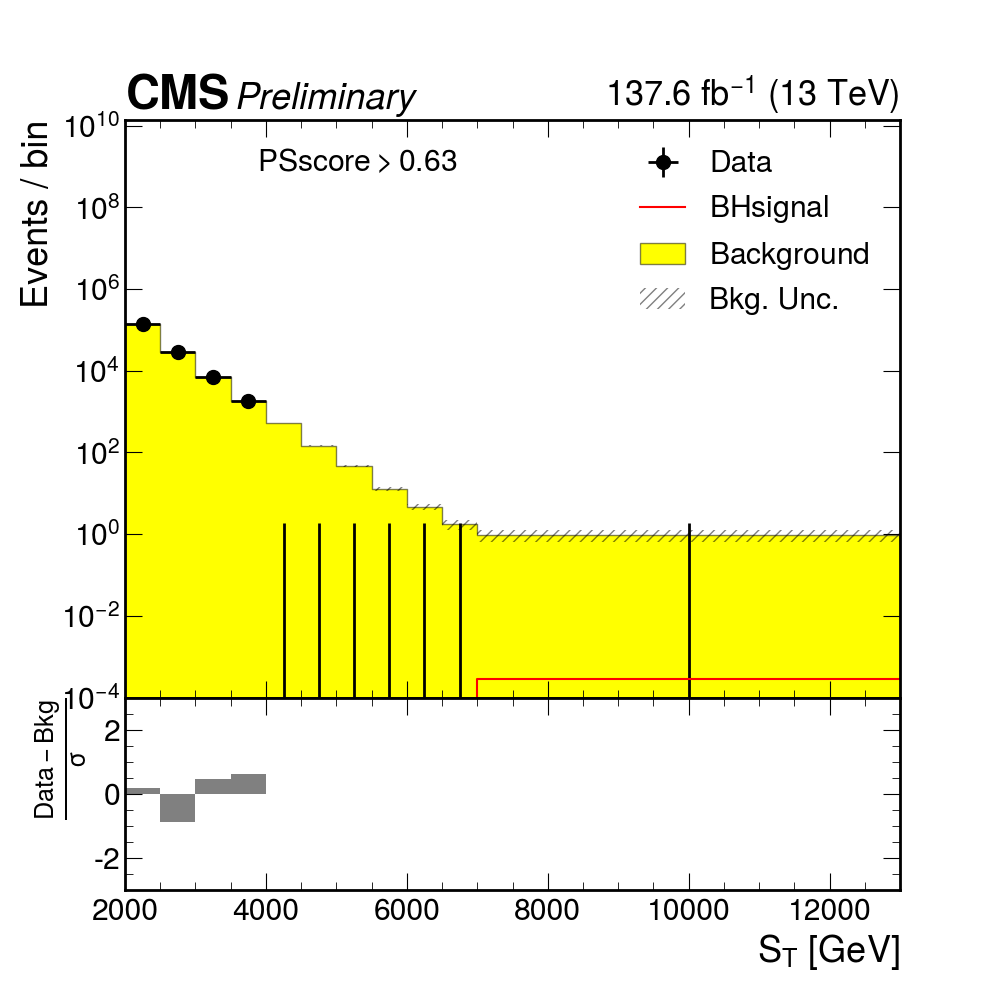 CMS Preliminary 137.6 fb⁻¹ (13 TeV)
Events / bin
10¹⁰
10⁸
10⁶
10⁴
10²
10⁰
10⁻²
10⁻⁴
PSscore > 0.63
Data
BHsignal
Background
Bkg. Unc.
Data – Bkg
σ
2
0
-2
2000 4000 6000 8000 10000 12000
S_T [GeV]